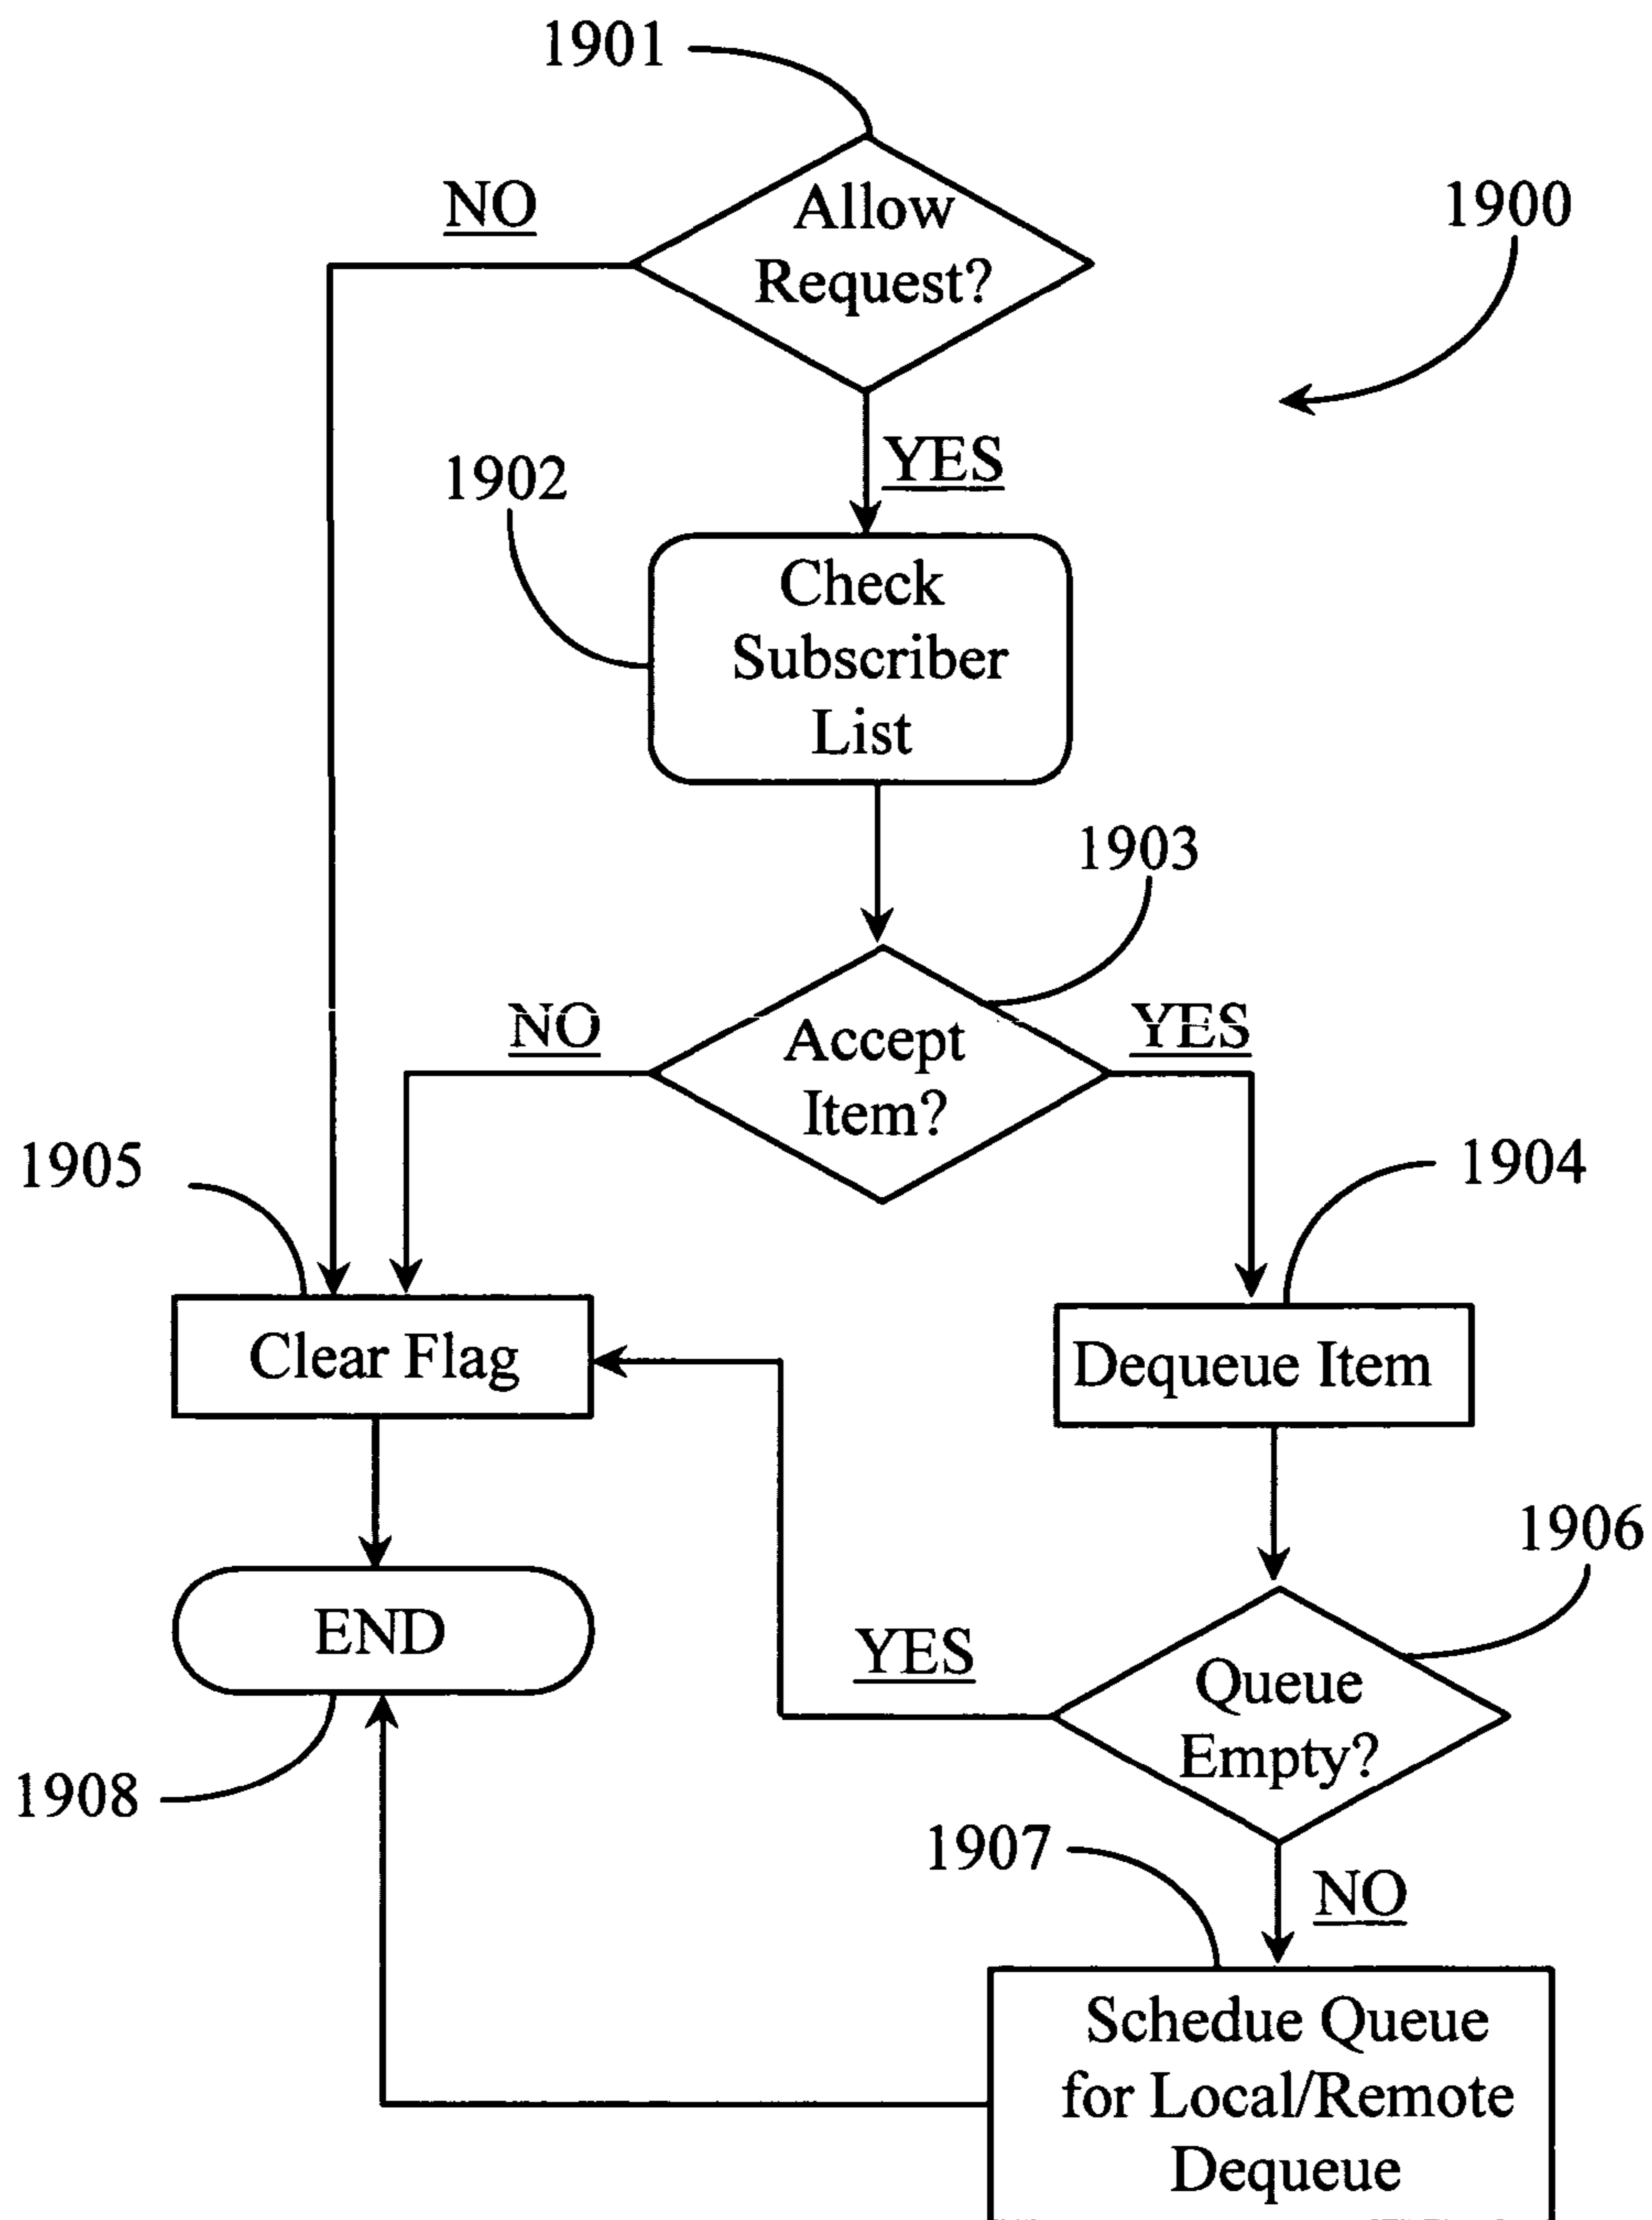 1901
NO
Allow
Request?
1900
YES
1902
Check
Subscriber
List
1903
NO
Accept
Item?
YES
1905
1904
Clear Flag
Dequeue Item
1906
END
YES
Queue
Empty?
1908
1907
NO
Schedue Queue
for Local/Remote
Dequeue